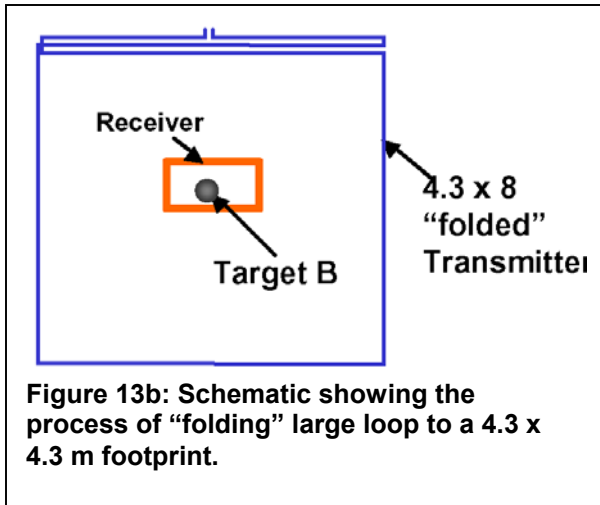 Receiver
4.3 x 8
“folded”
Transmitter
Target B
Figure 13b: Schematic showing the
process of “folding” large loop to a 4.3 x
4.3 m footprint.